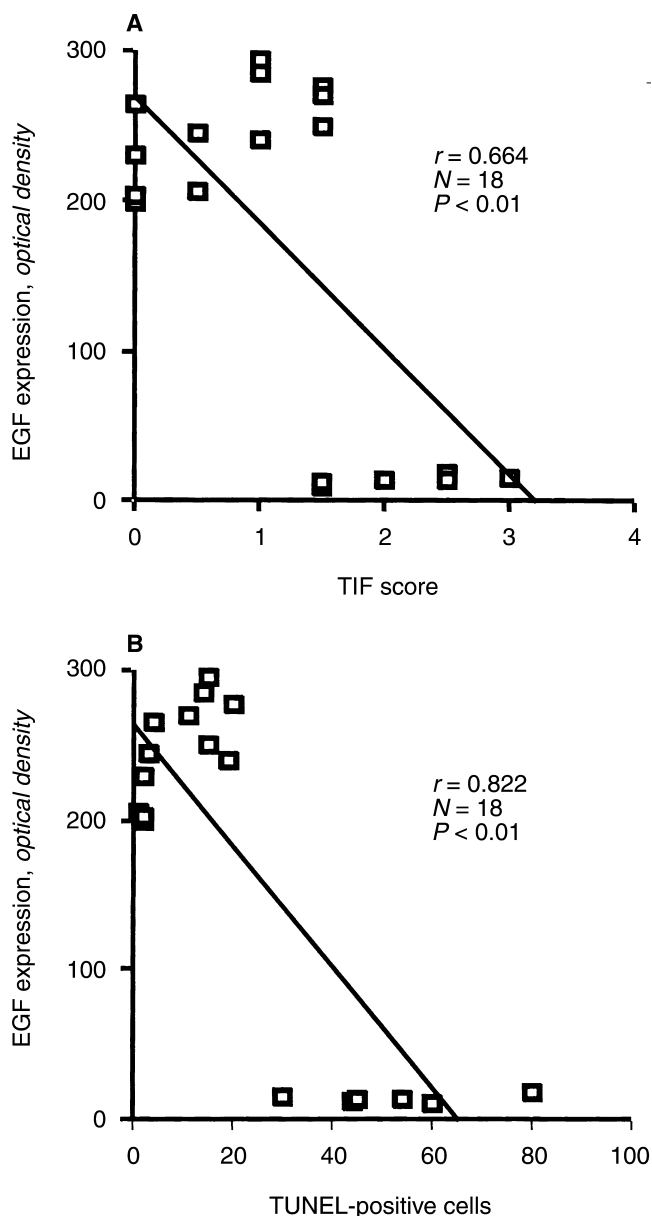 A
300
200
100
0
EGF expression, optical density
r = 0.664
N = 18
P < 0.01
0 1 2 3 4
TIF score
B
300
200
100
0
EGF expression, optical density
r = 0.822
N = 18
P < 0.01
0 20 40 60 80 100
TUNEL-positive cells